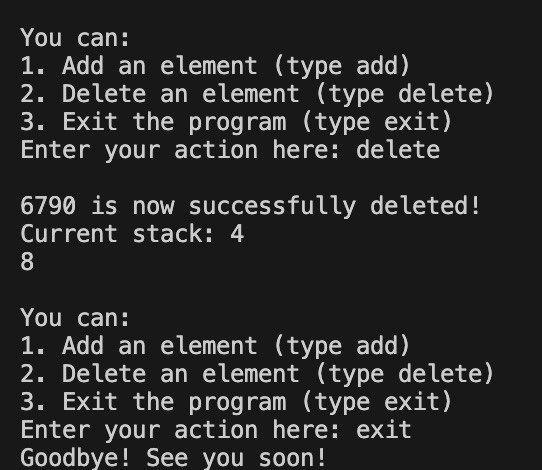 You can:
1. Add an element (type add)
2. Delete an element (type delete)
3. Exit the program (type exit)
Enter your action here: delete
6790 is now successfully deleted!
Current stack: 4
8
You can:
1. Add an element (type add)
2. Delete an element (type delete)
3. Exit the program (type exit)
Enter your action here: exit
Goodbye! See you soon!